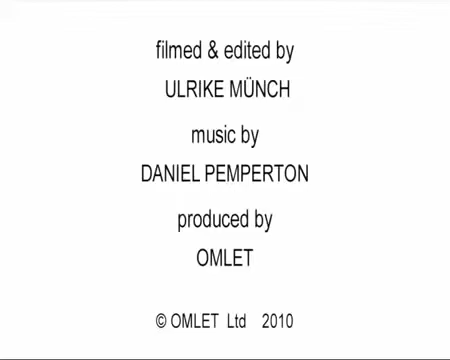 filmed & edited by
ULRIKE MÜNCH
music by
DANIEL PEMPERTON
produced by
OMLET
© OMLET Ltd 2010